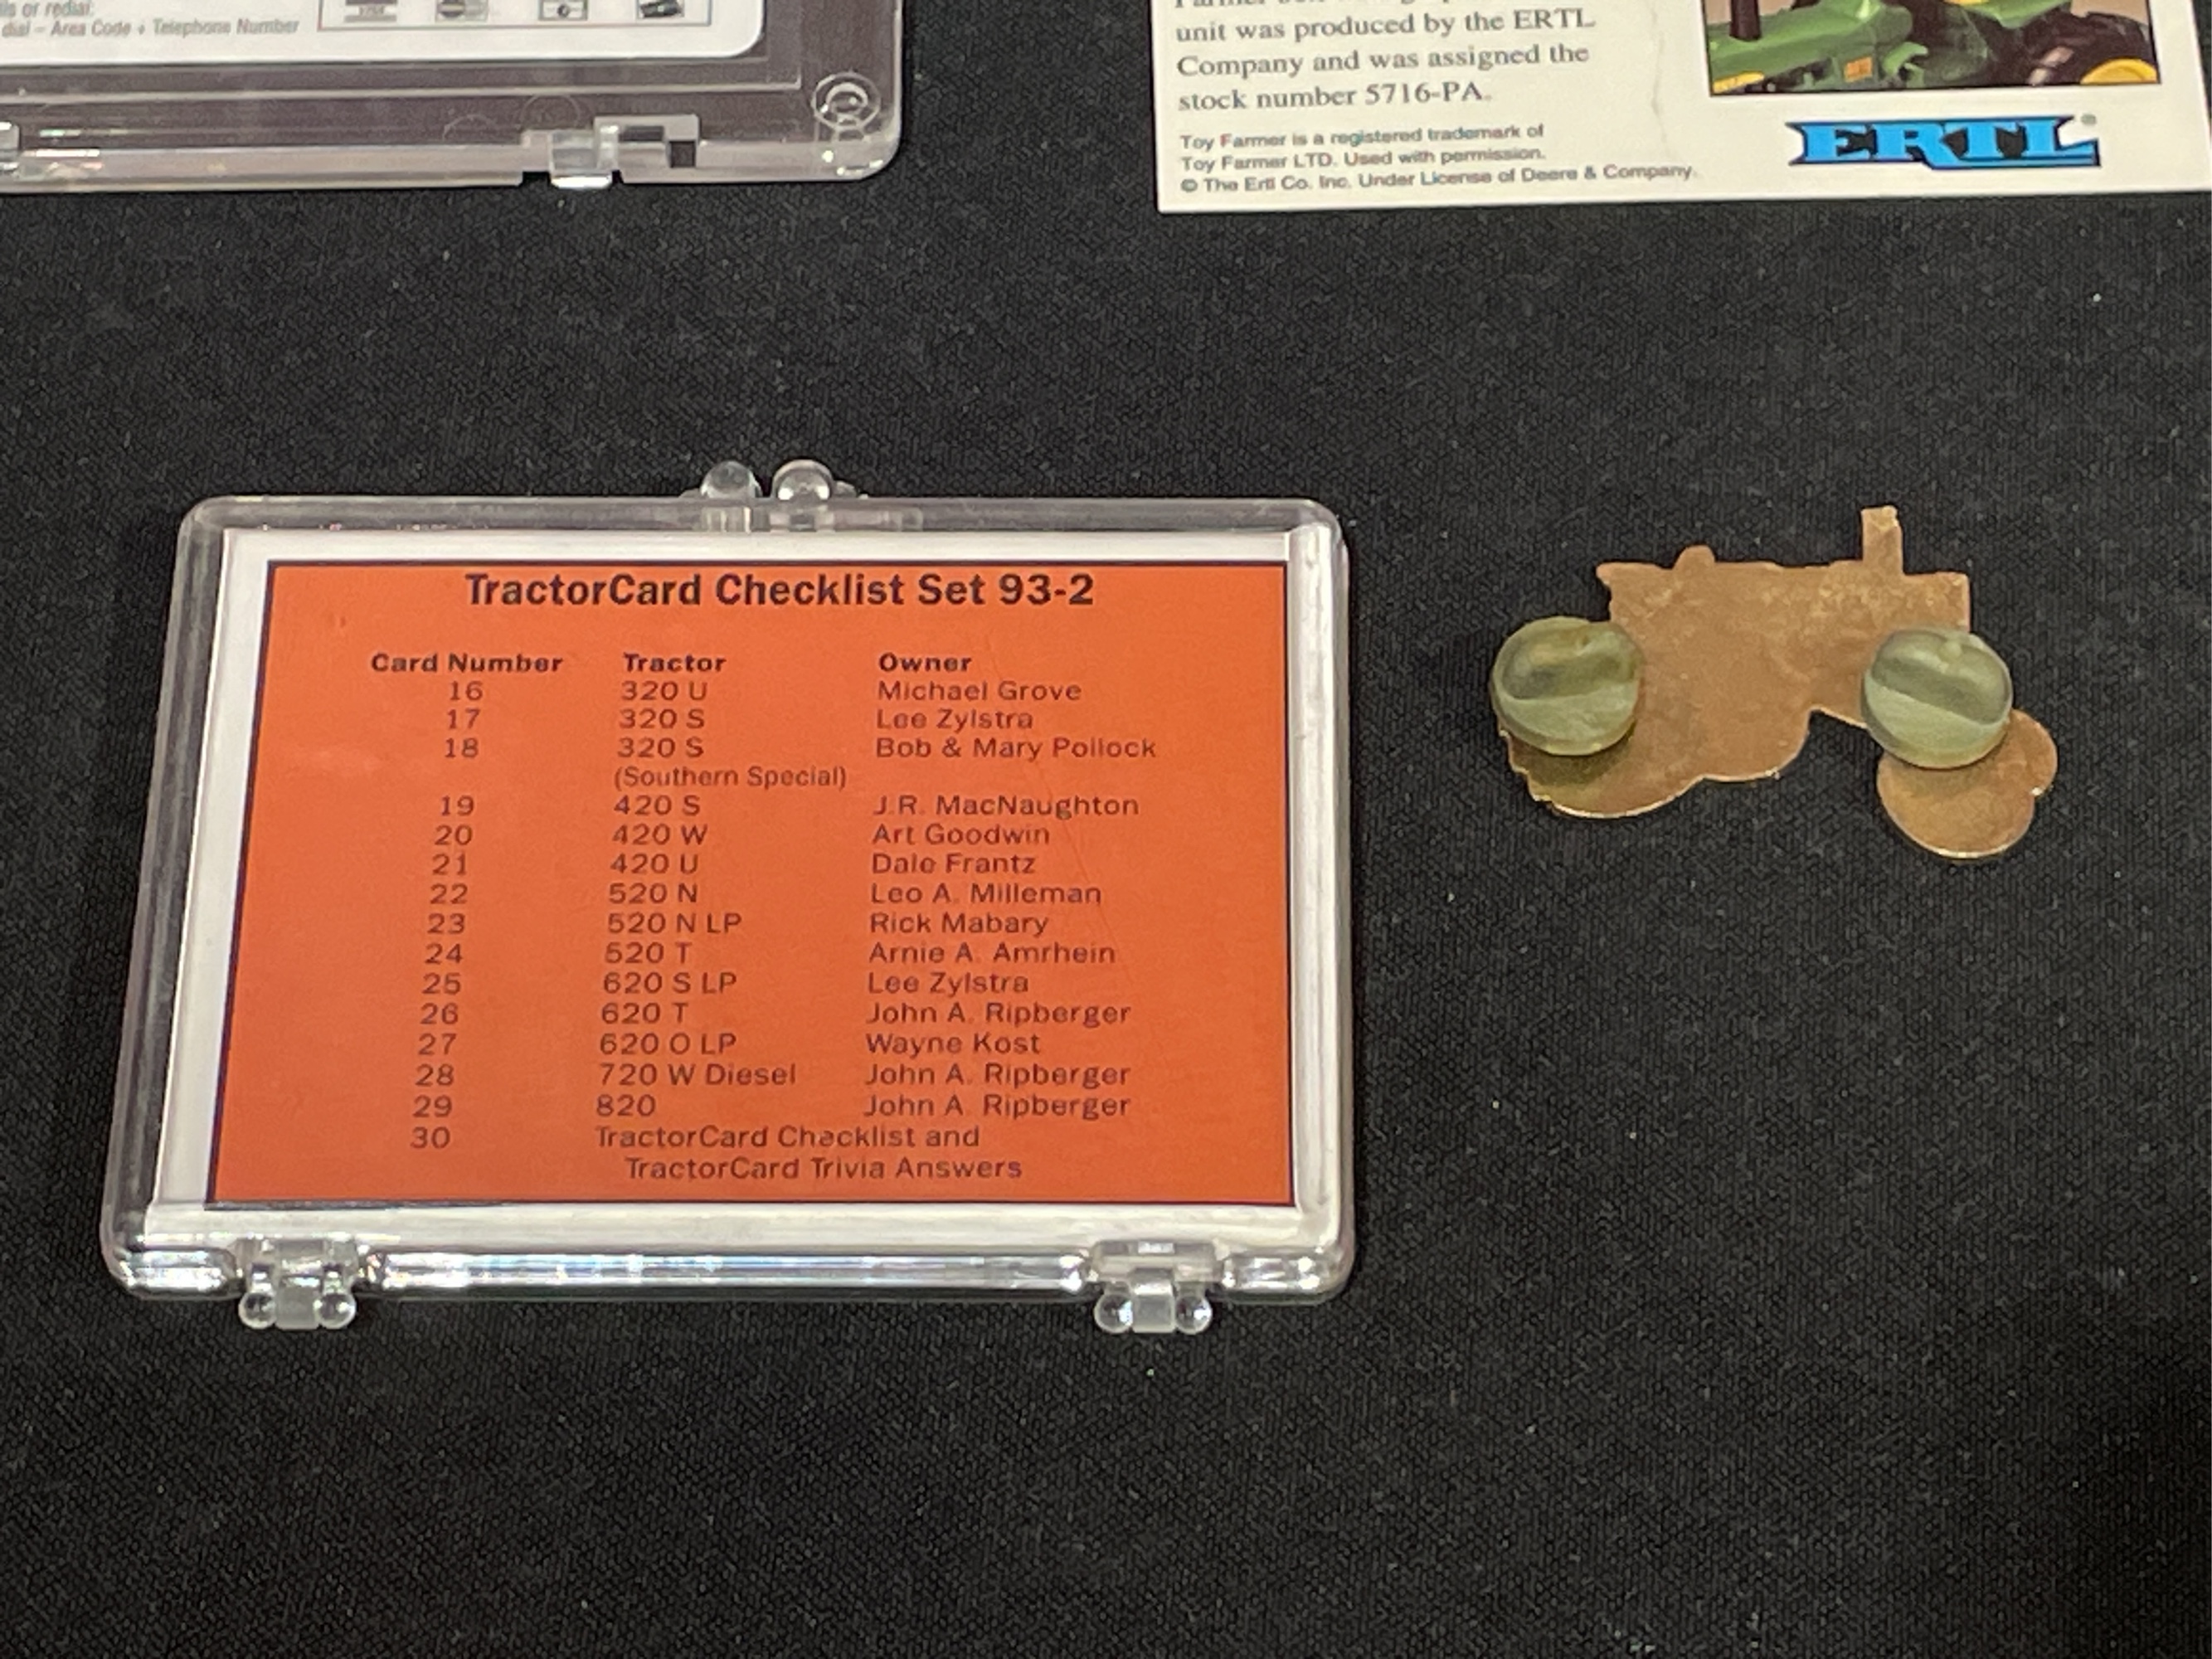 ils or redial:
dial – Area Code + Telephone Number
unit was produced by the ERTL
Company and was assigned the
stock number 5716-PA.
Toy Farmer is a registered trademark of
Toy Farmer LTD. Used with permission.
© The Ertl Co. Inc. Under License of Deere & Company.
ERTL®
TractorCard Checklist Set 93-2
Card Number Tractor Owner
16 320 U Michael Grove
17 320 S Lee Zylstra
18 320 S Bob & Mary Pollock
(Southern Special)
19 420 S J.R. MacNaughton
20 420 W Art Goodwin
21 420 U Dale Frantz
22 520 N Leo A. Milleman
23 520 N LP Rick Mabary
24 520 T Arnie A. Amrhein
25 620 S LP Lee Zylstra
26 620 T John A. Ripberger
27 620 O LP Wayne Kost
28 720 W Diesel John A. Ripberger
29 820 John A. Ripberger
30 TractorCard Checklist and
TractorCard Trivia Answers